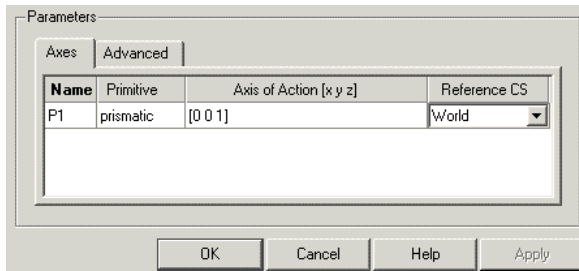 Parameters
Axes Advanced
Name Primitive Axis of Action [x y z] Reference CS
P1 prismatic [0 0 1] World
OK Cancel Help Apply